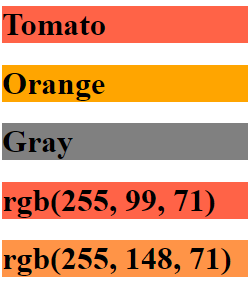 Tomato
Orange
Gray
rgb(255, 99, 71)
rgb(255, 148, 71)